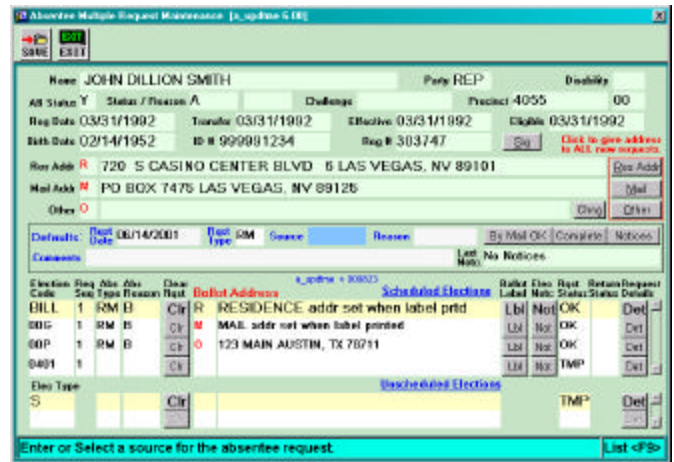 Absentee Multiple Request Maintenance [a_updtme 6.00]
SAVE EXIT
Name JOHN DILLION SMITH Party REP Disability
AB Status Y Status / Reason A Challenge Precinct 4055 00
Reg Date 03/31/1992 Transfer 03/31/1992 Effective 03/31/1992 Eligible 03/31/1992
Birth Date 02/14/1952 ID # 999991234 Reg # 303747 Sig Click to give address to ALL new requests.
Res Addr R 720 S CASINO CENTER BLVD 6 LAS VEGAS, NV 89101 Res Addr
Mail Addr M PO BOX 7475 LAS VEGAS, NV 89125 Mail
Other O Chng Other
Defaults: Rqst Date 06/14/2001 Rqst Type RM Source Reason By Mail OK Complete Notices
Comments Last Notc. No Notices
a_updtme + 000823
Election Code Req Seq Abs Type Abs Reason Clear Rqst Ballot Address Scheduled Elections Ballot Label Elec Notc Rqst Status Return Status Request Details
BILL 1 RM B Clr R RESIDENCE addr set when label prtd Lbl Not OK Det
00G 1 RM B Clr M MAIL addr set when label printed Lbl Not OK Det
00P 1 RM B Clr O 123 MAIN AUSTIN, TX 78711 Lbl Not OK Det
0401 1 Clr Lbl Not TMP Det
Elec Type Unscheduled Elections
S Clr TMP Det
Enter or Select a source for the absentee request. List <F9>